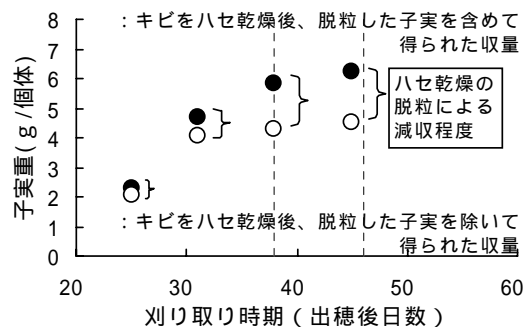 ：キビをハセ乾燥後、脱粒した子実を含めて
得られた収量
ハセ乾燥の
脱粒による
減収程度
：キビをハセ乾燥後、脱粒した子実を除いて
得られた収量
子実重(ｇ/個体)
8
7
6
5
4
3
2
1
0
20 30 40 50 60
刈り取り時期（出穂後日数）